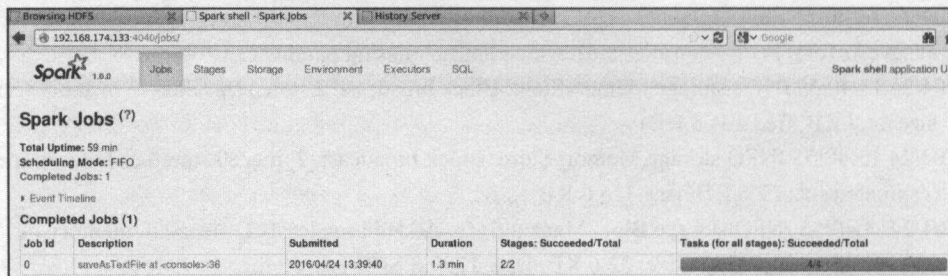 Browsing HDFS
Spark shell - Spark Jobs
History Server
192.168.174.133:4040/jobs/
Google
Spark 1.6.0
Jobs
Stages
Storage
Environment
Executors
SQL
Spark shell application U
Spark Jobs (?)
Total Uptime: 59 min
Scheduling Mode: FIFO
Completed Jobs: 1
Event Timeline
Completed Jobs (1)
Job Id Description Submitted Duration Stages: Succeeded/Total Tasks (for all stages): Succeeded/Total
0 saveAsTextFile at <console>:36 2016/04/24 13:39:40 1.3 min 2/2 4/4